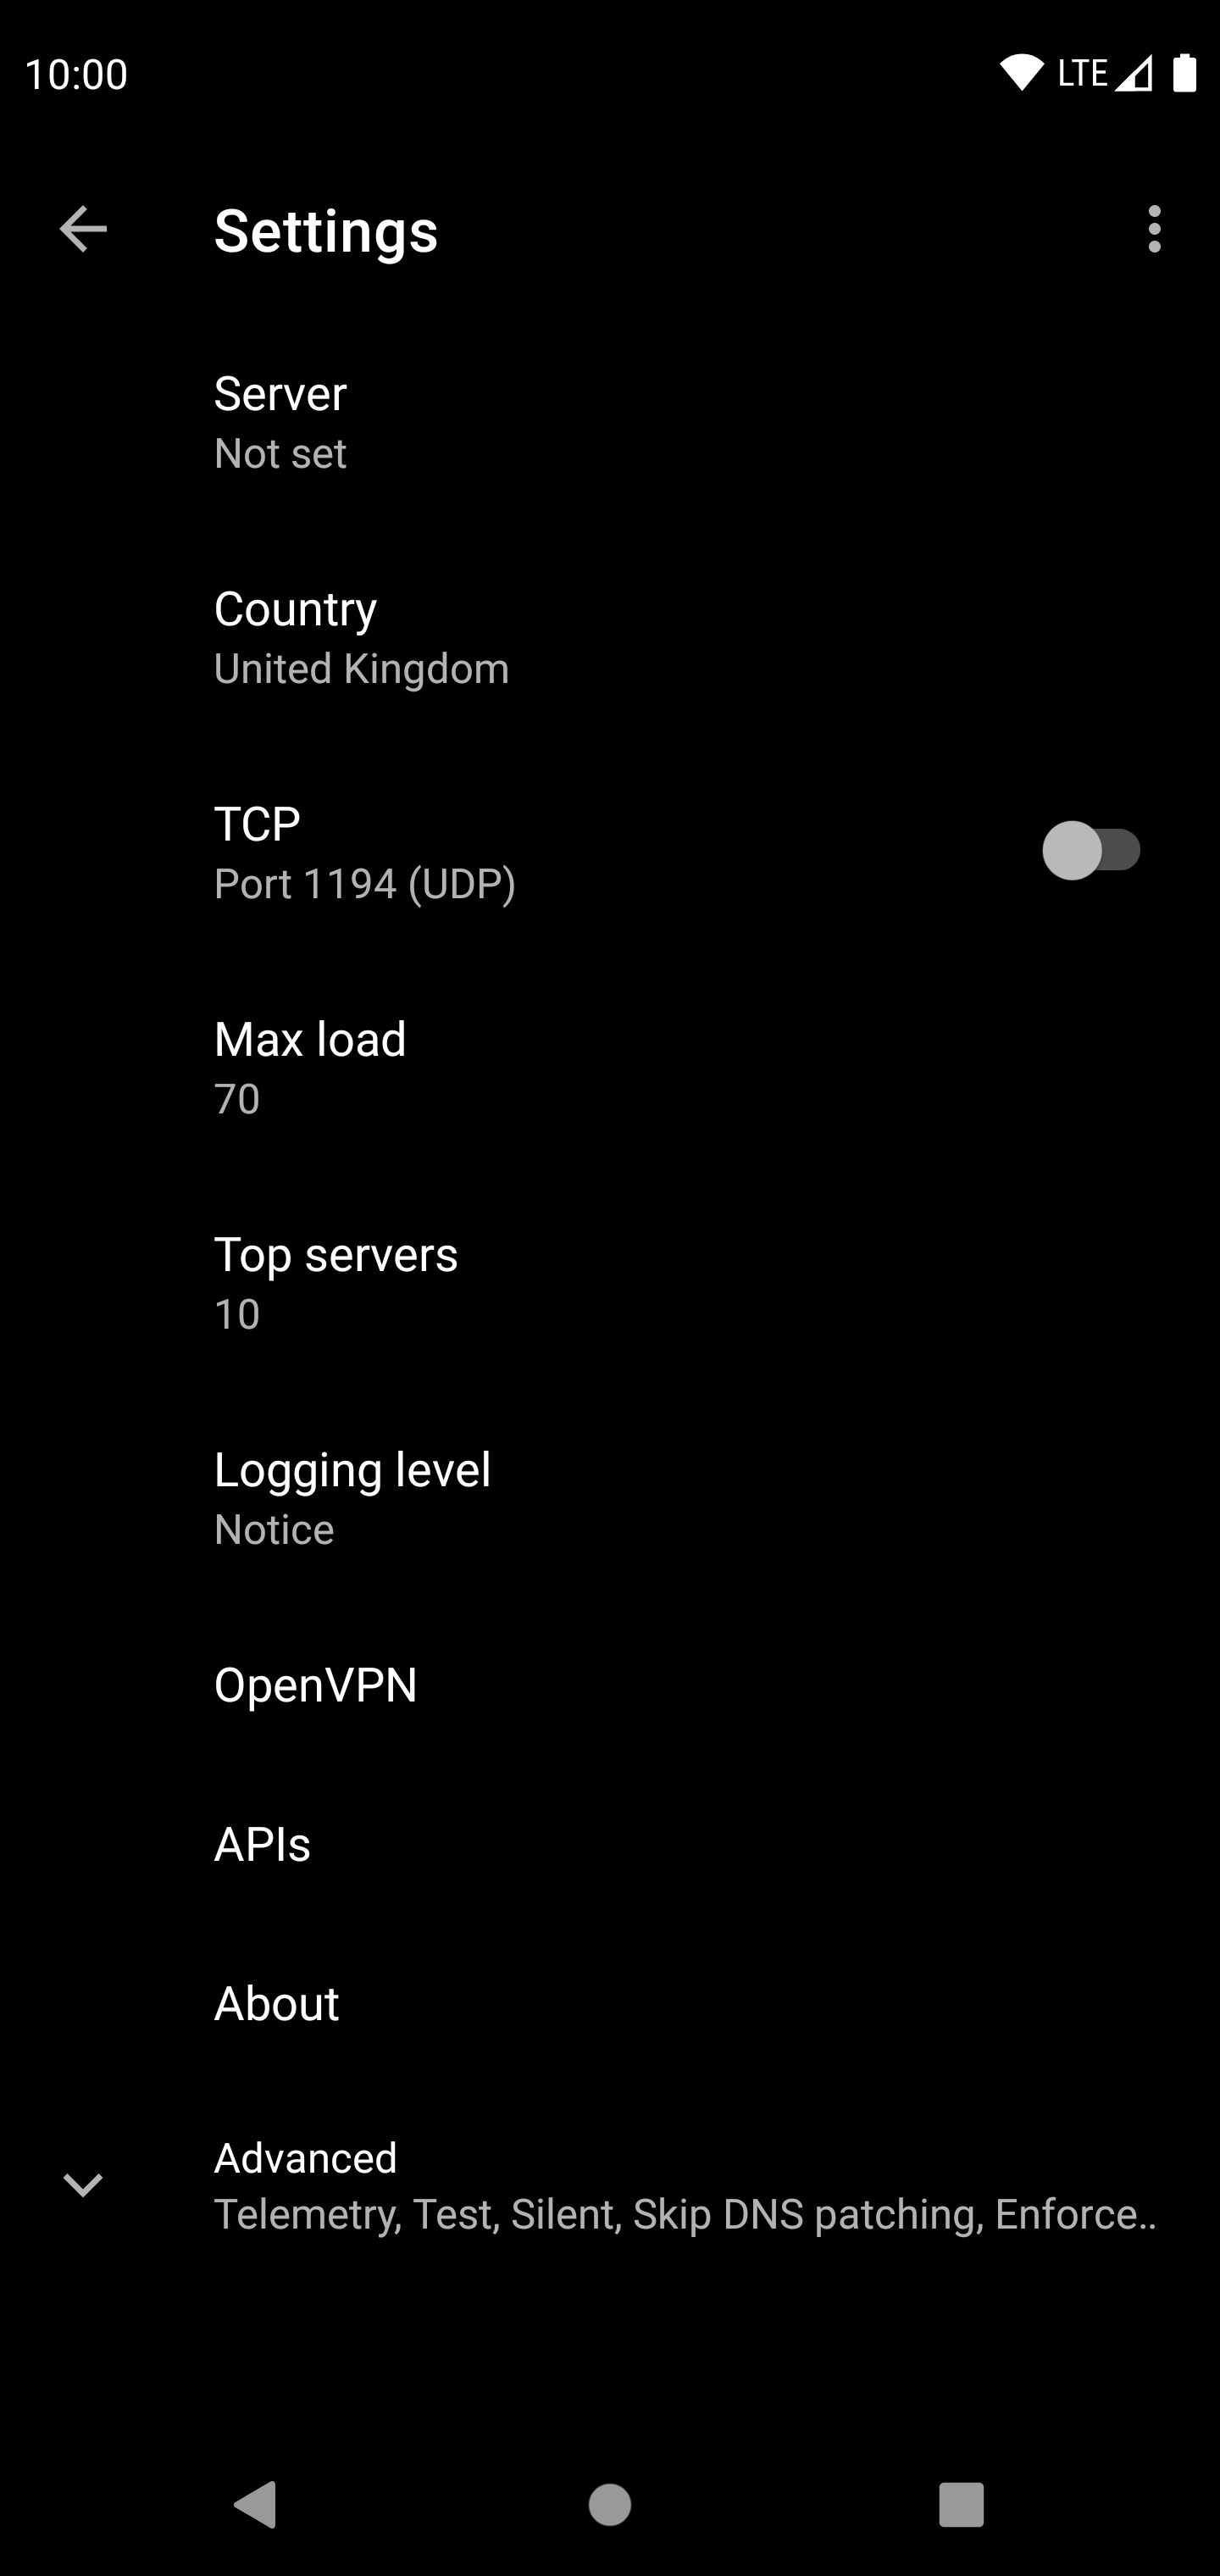 10:00
LTE
Settings
Server
Not set
Country
United Kingdom
TCP
Port 1194 (UDP)
Max load
70
Top servers
10
Logging level
Notice
OpenVPN
APIs
About
Advanced
Telemetry, Test, Silent, Skip DNS patching, Enforce..